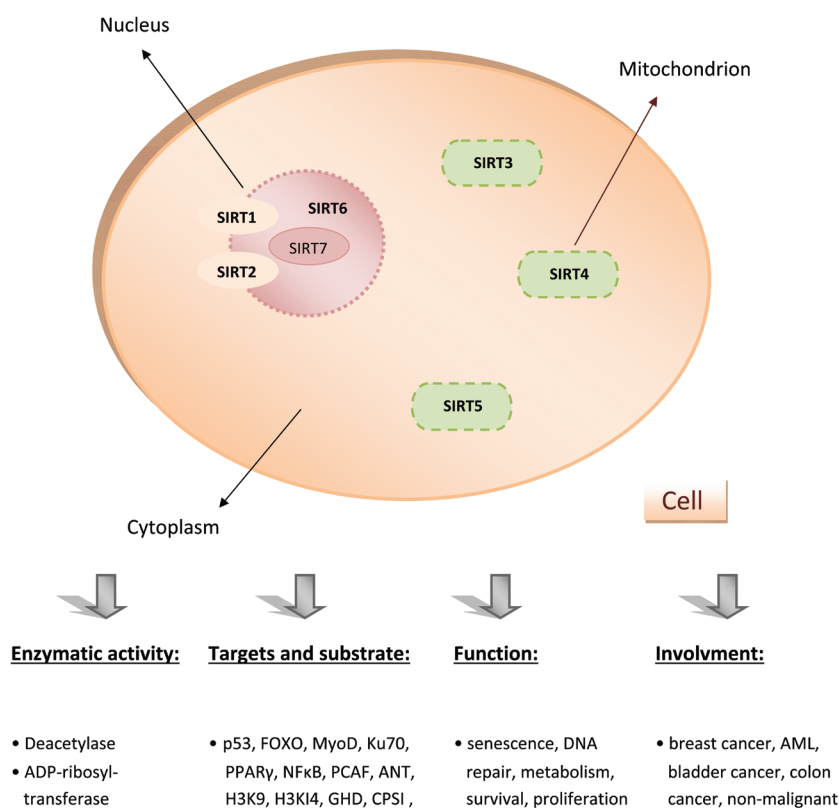 Nucleus
Mitochondrion
SIRT3
SIRT1
SIRT6
SIRT7
SIRT2
SIRT4
SIRT5
Cell
Cytoplasm
Enzymatic activity:
• Deacetylase
• ADP-ribosyl-
transferase
Targets and substrate:
• p53, FOXO, MyoD, Ku70,
PPARγ, NFκB, PCAF, ANT,
H3K9, H3KI4, GHD, CPSI ,
Function:
• senescence, DNA
repair, metabolism,
survival, proliferation
Involvment:
• breast cancer, AML,
bladder cancer, colon
cancer, non-malignant